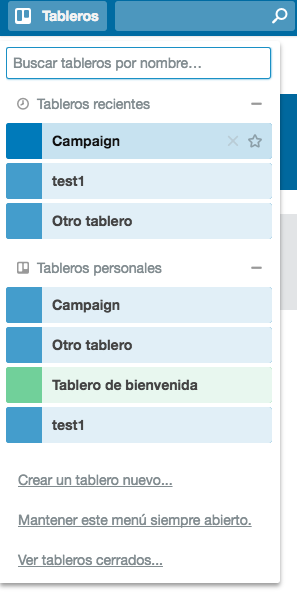 Tableros
Buscar tableros por nombre...
Tableros recientes
Campaign
test1
Otro tablero
Tableros personales
Campaign
Otro tablero
Tablero de bienvenida
test1
Crear un tablero nuevo...
Mantener este menú siempre abierto.
Ver tableros cerrados...